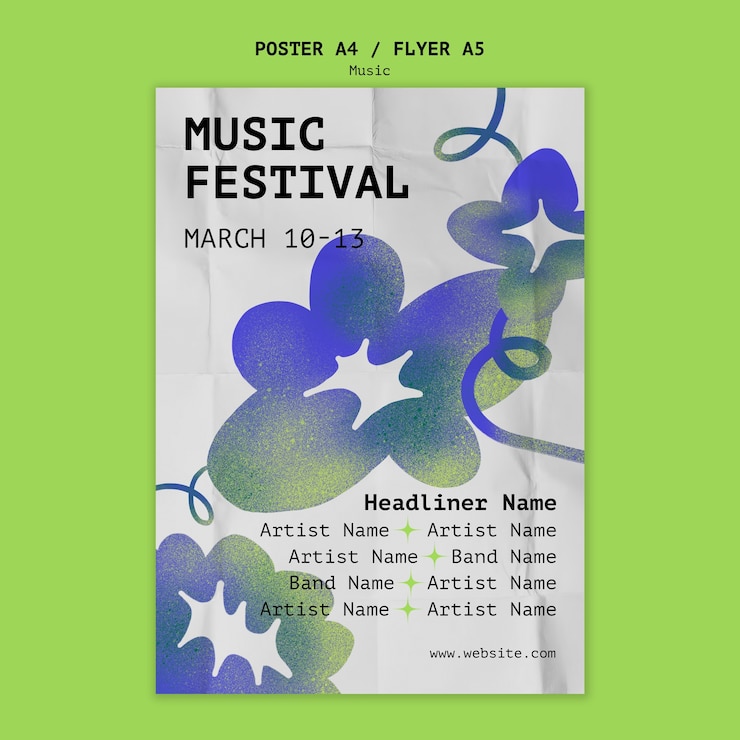 POSTER A4 / FLYER A5
Music
MUSIC
FESTIVAL
MARCH 10-13
Headliner Name
Artist Name Artist Name
Artist Name Band Name
Band Name Artist Name
Artist Name Artist Name
www.website.com